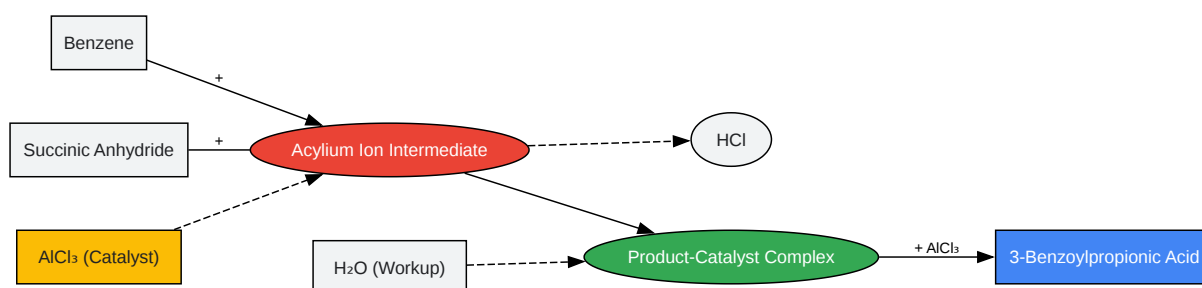 Benzene
+
Succinic Anhydride
+
Acylium Ion Intermediate
HCl
AlCl₃ (Catalyst)
H₂O (Workup)
Product-Catalyst Complex
+ AlCl₃
3-Benzoylpropionic Acid